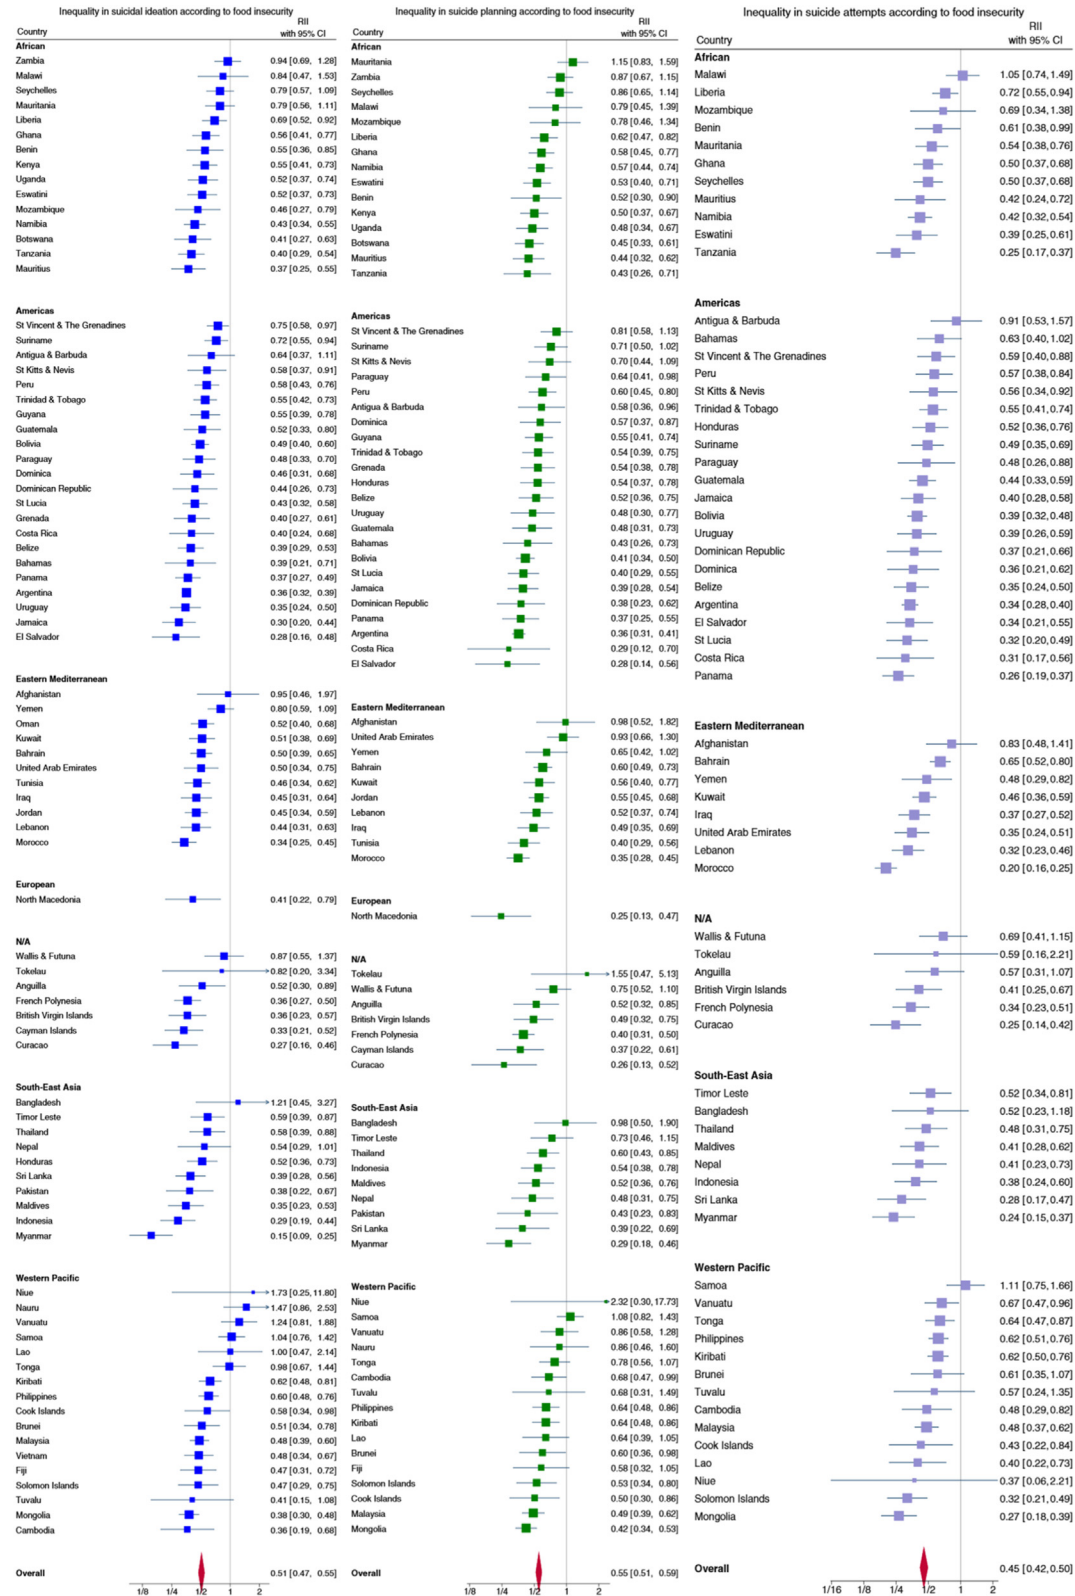 Inequality in suicidal ideation according to food insecurity
RII
Country with 95% CI
African
Zambia 0.94 [0.69, 1.28]
Malawi 0.84 [0.47, 1.53]
Seychelles 0.79 [0.57, 1.09]
Mauritania 0.79 [0.56, 1.11]
Liberia 0.69 [0.52, 0.92]
Ghana 0.56 [0.41, 0.77]
Benin 0.55 [0.36, 0.85]
Kenya 0.55 [0.41, 0.73]
Uganda 0.52 [0.37, 0.74]
Eswatini 0.52 [0.37, 0.73]
Mozambique 0.46 [0.27, 0.79]
Namibia 0.43 [0.34, 0.55]
Botswana 0.41 [0.27, 0.63]
Tanzania 0.40 [0.29, 0.54]
Mauritius 0.37 [0.25, 0.55]
Americas
St Vincent & The Grenadines 0.75 [0.58, 0.97]
Suriname 0.72 [0.55, 0.94]
Antigua & Barbuda 0.64 [0.37, 1.11]
St Kitts & Nevis 0.58 [0.37, 0.91]
Peru 0.58 [0.43, 0.76]
Trinidad & Tobago 0.55 [0.42, 0.73]
Guyana 0.55 [0.39, 0.78]
Guatemala 0.52 [0.33, 0.80]
Bolivia 0.49 [0.40, 0.60]
Paraguay 0.48 [0.33, 0.70]
Dominica 0.46 [0.31, 0.68]
Dominican Republic 0.44 [0.26, 0.73]
St Lucia 0.43 [0.32, 0.58]
Grenada 0.40 [0.27, 0.61]
Costa Rica 0.40 [0.24, 0.68]
Belize 0.39 [0.29, 0.53]
Bahamas 0.39 [0.21, 0.71]
Panama 0.37 [0.27, 0.49]
Argentina 0.36 [0.32, 0.39]
Uruguay 0.35 [0.24, 0.50]
Jamaica 0.30 [0.20, 0.44]
El Salvador 0.28 [0.16, 0.48]
Eastern Mediterranean
Afghanistan 0.95 [0.46, 1.97]
Yemen 0.80 [0.59, 1.09]
Oman 0.52 [0.40, 0.68]
Kuwait 0.51 [0.38, 0.69]
Bahrain 0.50 [0.39, 0.65]
United Arab Emirates 0.50 [0.34, 0.75]
Tunisia 0.46 [0.34, 0.62]
Iraq 0.45 [0.31, 0.64]
Jordan 0.45 [0.34, 0.59]
Lebanon 0.44 [0.31, 0.63]
Morocco 0.34 [0.25, 0.45]
European
North Macedonia 0.41 [0.22, 0.79]
N/A
Wallis & Futuna 0.87 [0.55, 1.37]
Tokelau 0.82 [0.20, 3.34]
Anguilla 0.52 [0.30, 0.89]
French Polynesia 0.36 [0.27, 0.50]
British Virgin Islands 0.36 [0.23, 0.57]
Cayman Islands 0.33 [0.21, 0.52]
Curacao 0.27 [0.16, 0.46]
South-East Asia
Bangladesh 1.21 [0.45, 3.27]
Timor Leste 0.59 [0.39, 0.87]
Thailand 0.58 [0.39, 0.88]
Nepal 0.54 [0.29, 1.01]
Honduras 0.52 [0.36, 0.73]
Sri Lanka 0.39 [0.28, 0.56]
Pakistan 0.38 [0.22, 0.67]
Maldives 0.35 [0.23, 0.53]
Indonesia 0.29 [0.19, 0.44]
Myanmar 0.15 [0.09, 0.25]
Western Pacific
Niue 1.73 [0.25, 11.80]
Nauru 1.47 [0.86, 2.53]
Vanuatu 1.24 [0.81, 1.88]
Samoa 1.04 [0.76, 1.42]
Lao 1.00 [0.47, 2.14]
Tonga 0.98 [0.67, 1.44]
Kiribati 0.62 [0.48, 0.81]
Philippines 0.60 [0.48, 0.76]
Cook Islands 0.58 [0.34, 0.98]
Brunei 0.51 [0.34, 0.78]
Malaysia 0.48 [0.39, 0.60]
Vietnam 0.48 [0.34, 0.67]
Fiji 0.47 [0.31, 0.72]
Solomon Islands 0.47 [0.29, 0.75]
Tuvalu 0.41 [0.15, 1.08]
Mongolia 0.38 [0.30, 0.48]
Cambodia 0.36 [0.19, 0.68]
Overall 0.51 [0.47, 0.55]
1/8 1/4 1/2 1 2
Inequality in suicide planning according to food insecurity
RII
Country with 95% CI
African
Mauritania 1.15 [0.83, 1.59]
Zambia 0.87 [0.67, 1.15]
Seychelles 0.86 [0.65, 1.14]
Malawi 0.79 [0.45, 1.39]
Mozambique 0.78 [0.46, 1.34]
Liberia 0.62 [0.47, 0.82]
Ghana 0.58 [0.45, 0.77]
Namibia 0.57 [0.44, 0.74]
Eswatini 0.53 [0.40, 0.71]
Benin 0.52 [0.30, 0.90]
Kenya 0.50 [0.37, 0.67]
Uganda 0.48 [0.34, 0.67]
Botswana 0.45 [0.33, 0.61]
Mauritius 0.44 [0.32, 0.62]
Tanzania 0.43 [0.26, 0.71]
Americas
St Vincent & The Grenadines 0.81 [0.58, 1.13]
Suriname 0.71 [0.50, 1.02]
St Kitts & Nevis 0.70 [0.44, 1.09]
Paraguay 0.64 [0.41, 0.98]
Peru 0.60 [0.45, 0.80]
Antigua & Barbuda 0.58 [0.36, 0.96]
Dominica 0.57 [0.37, 0.87]
Guyana 0.55 [0.41, 0.74]
Trinidad & Tobago 0.54 [0.39, 0.75]
Grenada 0.54 [0.38, 0.78]
Honduras 0.54 [0.37, 0.78]
Belize 0.52 [0.36, 0.75]
Uruguay 0.48 [0.30, 0.77]
Guatemala 0.48 [0.31, 0.73]
Bahamas 0.43 [0.26, 0.73]
Bolivia 0.41 [0.34, 0.50]
St Lucia 0.40 [0.29, 0.55]
Jamaica 0.39 [0.28, 0.54]
Dominican Republic 0.38 [0.23, 0.62]
Panama 0.37 [0.25, 0.55]
Argentina 0.36 [0.31, 0.41]
Costa Rica 0.29 [0.12, 0.70]
El Salvador 0.28 [0.14, 0.56]
Eastern Mediterranean
Afghanistan 0.98 [0.52, 1.82]
United Arab Emirates 0.93 [0.66, 1.30]
Yemen 0.65 [0.42, 1.02]
Bahrain 0.60 [0.49, 0.73]
Kuwait 0.56 [0.40, 0.77]
Jordan 0.55 [0.45, 0.68]
Lebanon 0.52 [0.37, 0.74]
Iraq 0.49 [0.35, 0.69]
Tunisia 0.40 [0.29, 0.56]
Morocco 0.35 [0.28, 0.45]
European
North Macedonia 0.25 [0.13, 0.47]
N/A
Tokelau 1.55 [0.47, 5.13]
Wallis & Futuna 0.75 [0.52, 1.10]
Anguilla 0.52 [0.32, 0.85]
British Virgin Islands 0.49 [0.32, 0.75]
French Polynesia 0.40 [0.31, 0.50]
Cayman Islands 0.37 [0.22, 0.61]
Curacao 0.26 [0.13, 0.52]
South-East Asia
Bangladesh 0.98 [0.50, 1.90]
Timor Leste 0.73 [0.46, 1.15]
Thailand 0.60 [0.43, 0.85]
Indonesia 0.54 [0.38, 0.78]
Maldives 0.52 [0.36, 0.76]
Nepal 0.48 [0.31, 0.75]
Pakistan 0.43 [0.23, 0.83]
Sri Lanka 0.39 [0.22, 0.69]
Myanmar 0.29 [0.18, 0.46]
Western Pacific
Niue 2.32 [0.30, 17.73]
Samoa 1.08 [0.82, 1.43]
Vanuatu 0.86 [0.58, 1.28]
Nauru 0.86 [0.46, 1.60]
Tonga 0.78 [0.56, 1.07]
Cambodia 0.68 [0.47, 0.99]
Tuvalu 0.68 [0.31, 1.49]
Philippines 0.64 [0.48, 0.86]
Kiribati 0.64 [0.48, 0.86]
Lao 0.64 [0.39, 1.05]
Brunei 0.60 [0.36, 0.98]
Fiji 0.58 [0.32, 1.05]
Solomon Islands 0.53 [0.34, 0.80]
Cook Islands 0.50 [0.30, 0.86]
Malaysia 0.49 [0.39, 0.62]
Mongolia 0.42 [0.34, 0.53]
Overall 0.55 [0.51, 0.59]
1/8 1/4 1/2 1 2
Inequality in suicide attempts according to food insecurity
RII
Country with 95% CI
African
Malawi 1.05 [0.74, 1.49]
Liberia 0.72 [0.55, 0.94]
Mozambique 0.69 [0.34, 1.38]
Benin 0.61 [0.38, 0.99]
Mauritania 0.54 [0.38, 0.76]
Ghana 0.50 [0.37, 0.68]
Seychelles 0.50 [0.37, 0.68]
Mauritius 0.42 [0.24, 0.72]
Namibia 0.42 [0.32, 0.54]
Eswatini 0.39 [0.25, 0.61]
Tanzania 0.25 [0.17, 0.37]
Americas
Antigua & Barbuda 0.91 [0.53, 1.57]
Bahamas 0.63 [0.40, 1.02]
St Vincent & The Grenadines 0.59 [0.40, 0.88]
Peru 0.57 [0.38, 0.84]
St Kitts & Nevis 0.56 [0.34, 0.92]
Trinidad & Tobago 0.55 [0.41, 0.74]
Honduras 0.52 [0.36, 0.76]
Suriname 0.49 [0.35, 0.69]
Paraguay 0.48 [0.26, 0.88]
Guatemala 0.44 [0.33, 0.59]
Jamaica 0.40 [0.28, 0.58]
Bolivia 0.39 [0.32, 0.48]
Uruguay 0.39 [0.26, 0.59]
Dominican Republic 0.37 [0.21, 0.66]
Dominica 0.36 [0.21, 0.62]
Belize 0.35 [0.24, 0.50]
Argentina 0.34 [0.28, 0.40]
El Salvador 0.34 [0.21, 0.55]
St Lucia 0.32 [0.20, 0.49]
Costa Rica 0.31 [0.17, 0.56]
Panama 0.26 [0.19, 0.37]
Eastern Mediterranean
Afghanistan 0.83 [0.48, 1.41]
Bahrain 0.65 [0.52, 0.80]
Yemen 0.48 [0.29, 0.82]
Kuwait 0.46 [0.36, 0.59]
Iraq 0.37 [0.27, 0.52]
United Arab Emirates 0.35 [0.24, 0.51]
Lebanon 0.32 [0.23, 0.46]
Morocco 0.20 [0.16, 0.25]
N/A
Wallis & Futuna 0.69 [0.41, 1.15]
Tokelau 0.59 [0.16, 2.21]
Anguilla 0.57 [0.31, 1.07]
British Virgin Islands 0.41 [0.25, 0.67]
French Polynesia 0.34 [0.23, 0.51]
Curacao 0.25 [0.14, 0.42]
South-East Asia
Timor Leste 0.52 [0.34, 0.81]
Bangladesh 0.52 [0.23, 1.18]
Thailand 0.48 [0.31, 0.75]
Maldives 0.41 [0.28, 0.62]
Nepal 0.41 [0.23, 0.73]
Indonesia 0.38 [0.24, 0.60]
Sri Lanka 0.28 [0.17, 0.47]
Myanmar 0.24 [0.15, 0.37]
Western Pacific
Samoa 1.11 [0.75, 1.66]
Vanuatu 0.67 [0.47, 0.96]
Tonga 0.64 [0.47, 0.87]
Philippines 0.62 [0.51, 0.76]
Kiribati 0.62 [0.50, 0.76]
Brunei 0.61 [0.35, 1.07]
Tuvalu 0.57 [0.24, 1.35]
Cambodia 0.48 [0.29, 0.82]
Malaysia 0.48 [0.37, 0.62]
Cook Islands 0.43 [0.22, 0.84]
Lao 0.40 [0.22, 0.73]
Niue 0.37 [0.06, 2.21]
Solomon Islands 0.32 [0.21, 0.49]
Mongolia 0.27 [0.18, 0.39]
Overall 0.45 [0.42, 0.50]
1/16 1/8 1/4 1/2 1 2